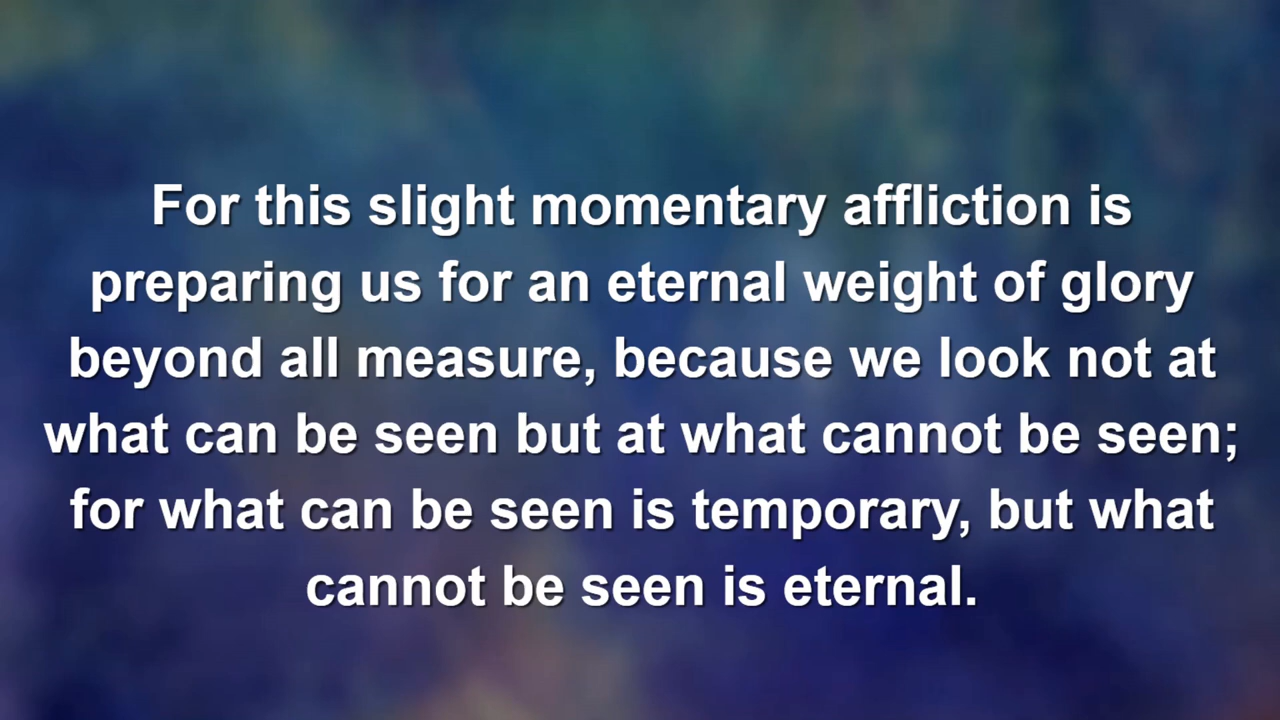 For this slight momentary affliction is
preparing us for an eternal weight of glory
beyond all measure, because we look not at
what can be seen but at what cannot be seen;
for what can be seen is temporary, but what
cannot be seen is eternal.